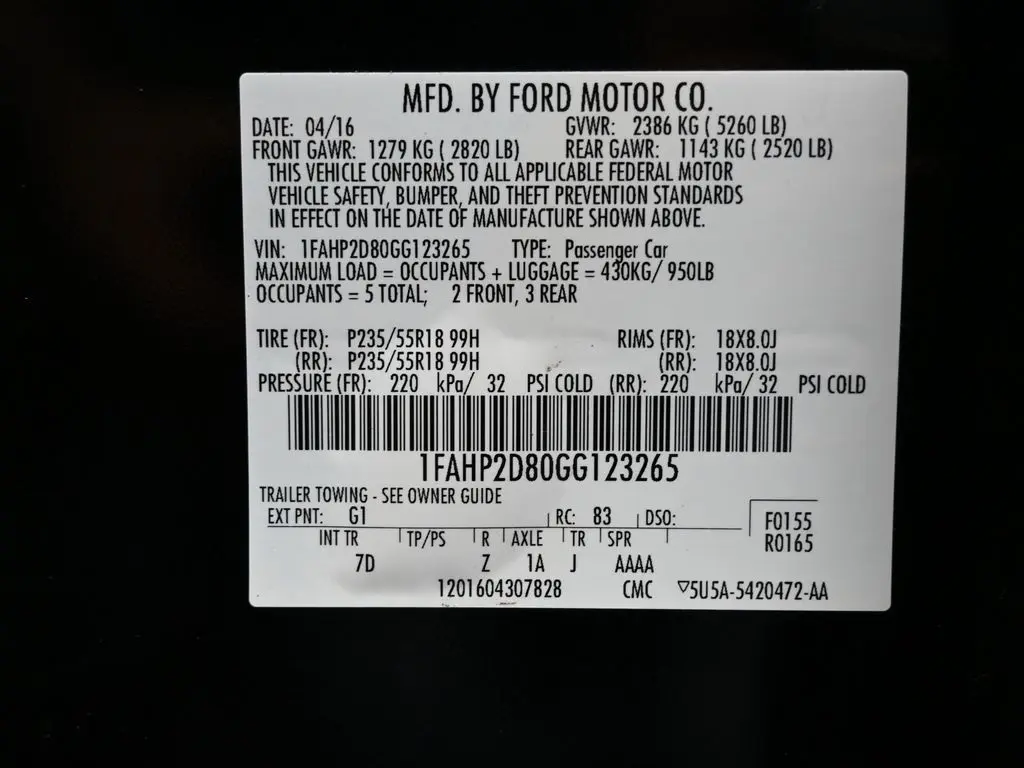 MFD. BY FORD MOTOR CO.
DATE: 04/16 GVWR: 2386 KG ( 5260 LB)
FRONT GAWR: 1279 KG ( 2820 LB) REAR GAWR: 1143 KG ( 2520 LB)
THIS VEHICLE CONFORMS TO ALL APPLICABLE FEDERAL MOTOR
VEHICLE SAFETY, BUMPER, AND THEFT PREVENTION STANDARDS
IN EFFECT ON THE DATE OF MANUFACTURE SHOWN ABOVE.
VIN: 1FAHP2D80GG123265 TYPE: Passenger Car
MAXIMUM LOAD = OCCUPANTS + LUGGAGE = 430KG/ 950LB
OCCUPANTS = 5 TOTAL; 2 FRONT, 3 REAR
TIRE (FR): P235/55R18 99H RIMS (FR): 18X8.0J
(RR): P235/55R18 99H (RR): 18X8.0J
PRESSURE (FR): 220 kPa/ 32 PSI COLD (RR): 220 kPa/ 32 PSI COLD
1FAHP2D80GG123265
TRAILER TOWING - SEE OWNER GUIDE
EXT PNT: G1 RC: 83 DSO: F0155
INT TR TP/PS R AXLE TR SPR R0165
7D Z 1A J AAAA
1201604307828 CMC ▽5U5A-5420472-AA